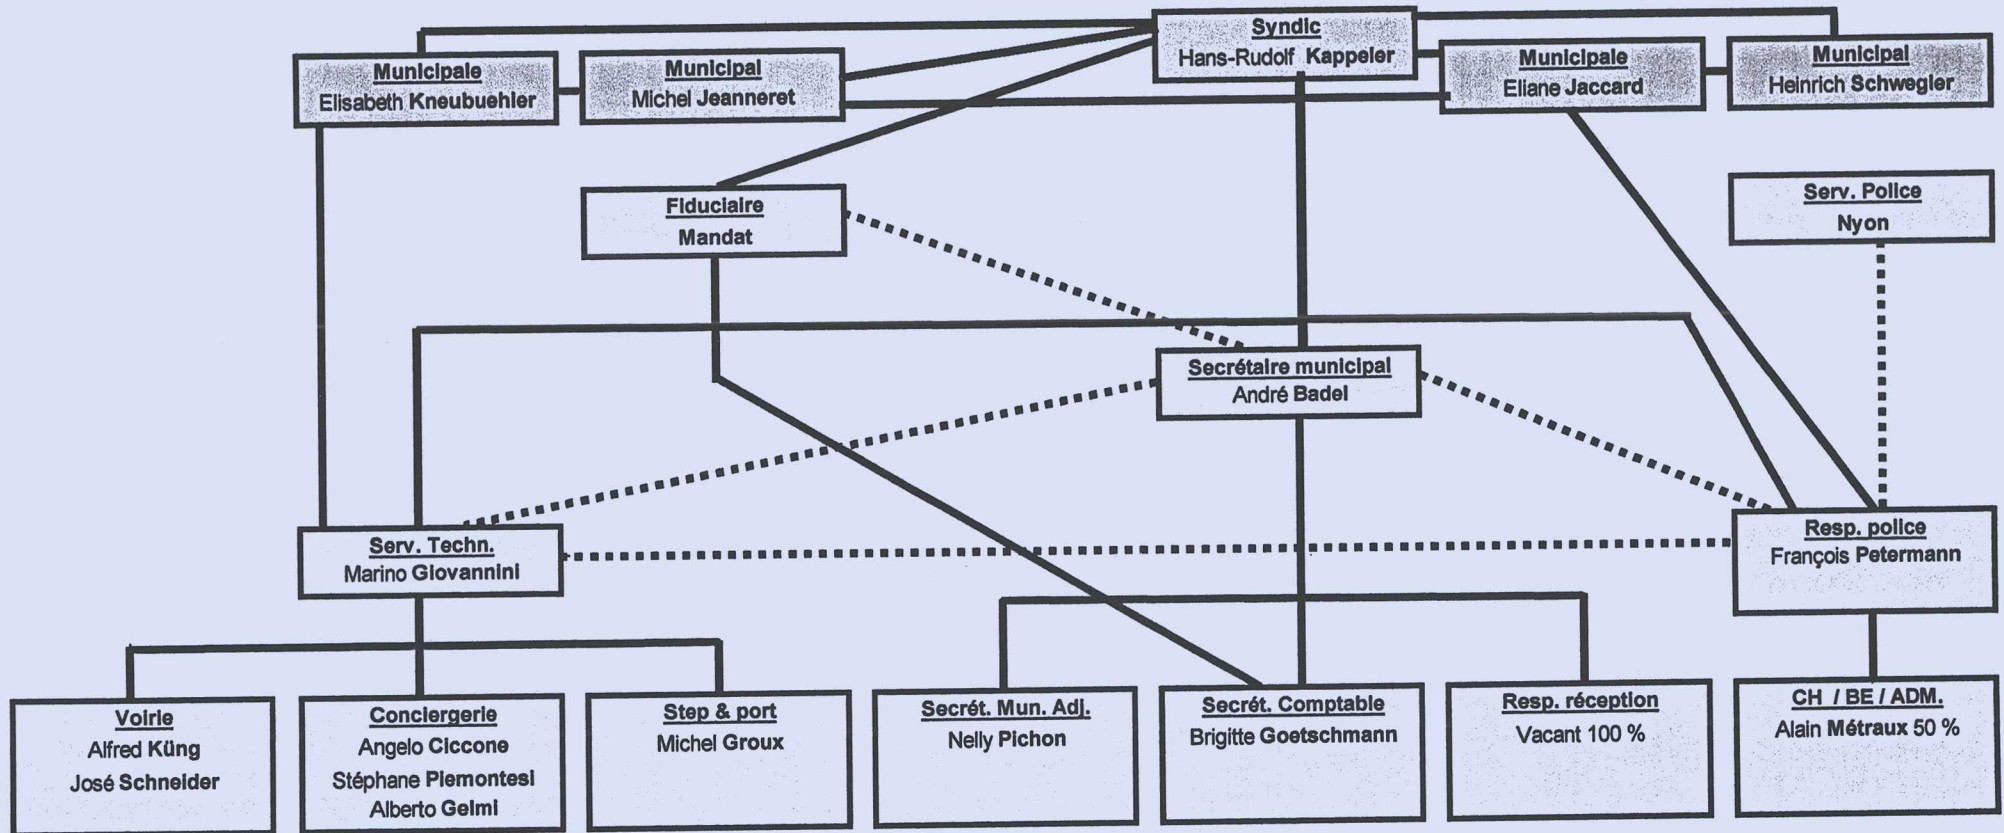 Syndic
Hans-Rudolf Kappeler
Municipale
Elisabeth Kneubuehler
Municipal
Michel Jeanneret
Municipale
Eliane Jaccard
Municipal
Heinrich Schwegler
Fiduciaire
Mandat
Serv. Police
Nyon
Secrétaire municipal
André Badel
Serv. Techn.
Marino Giovannini
Resp. police
François Petermann
Voirie
Alfred Küng
José Schneider
Conciergerie
Angelo Ciccone
Stéphane Piemontesi
Alberto Gelmi
Step & port
Michel Groux
Secrét. Mun. Adj.
Nelly Pichon
Secrét. Comptable
Brigitte Goetschmann
Resp. réception
Vacant 100 %
CH / BE / ADM.
Alain Métraux 50 %